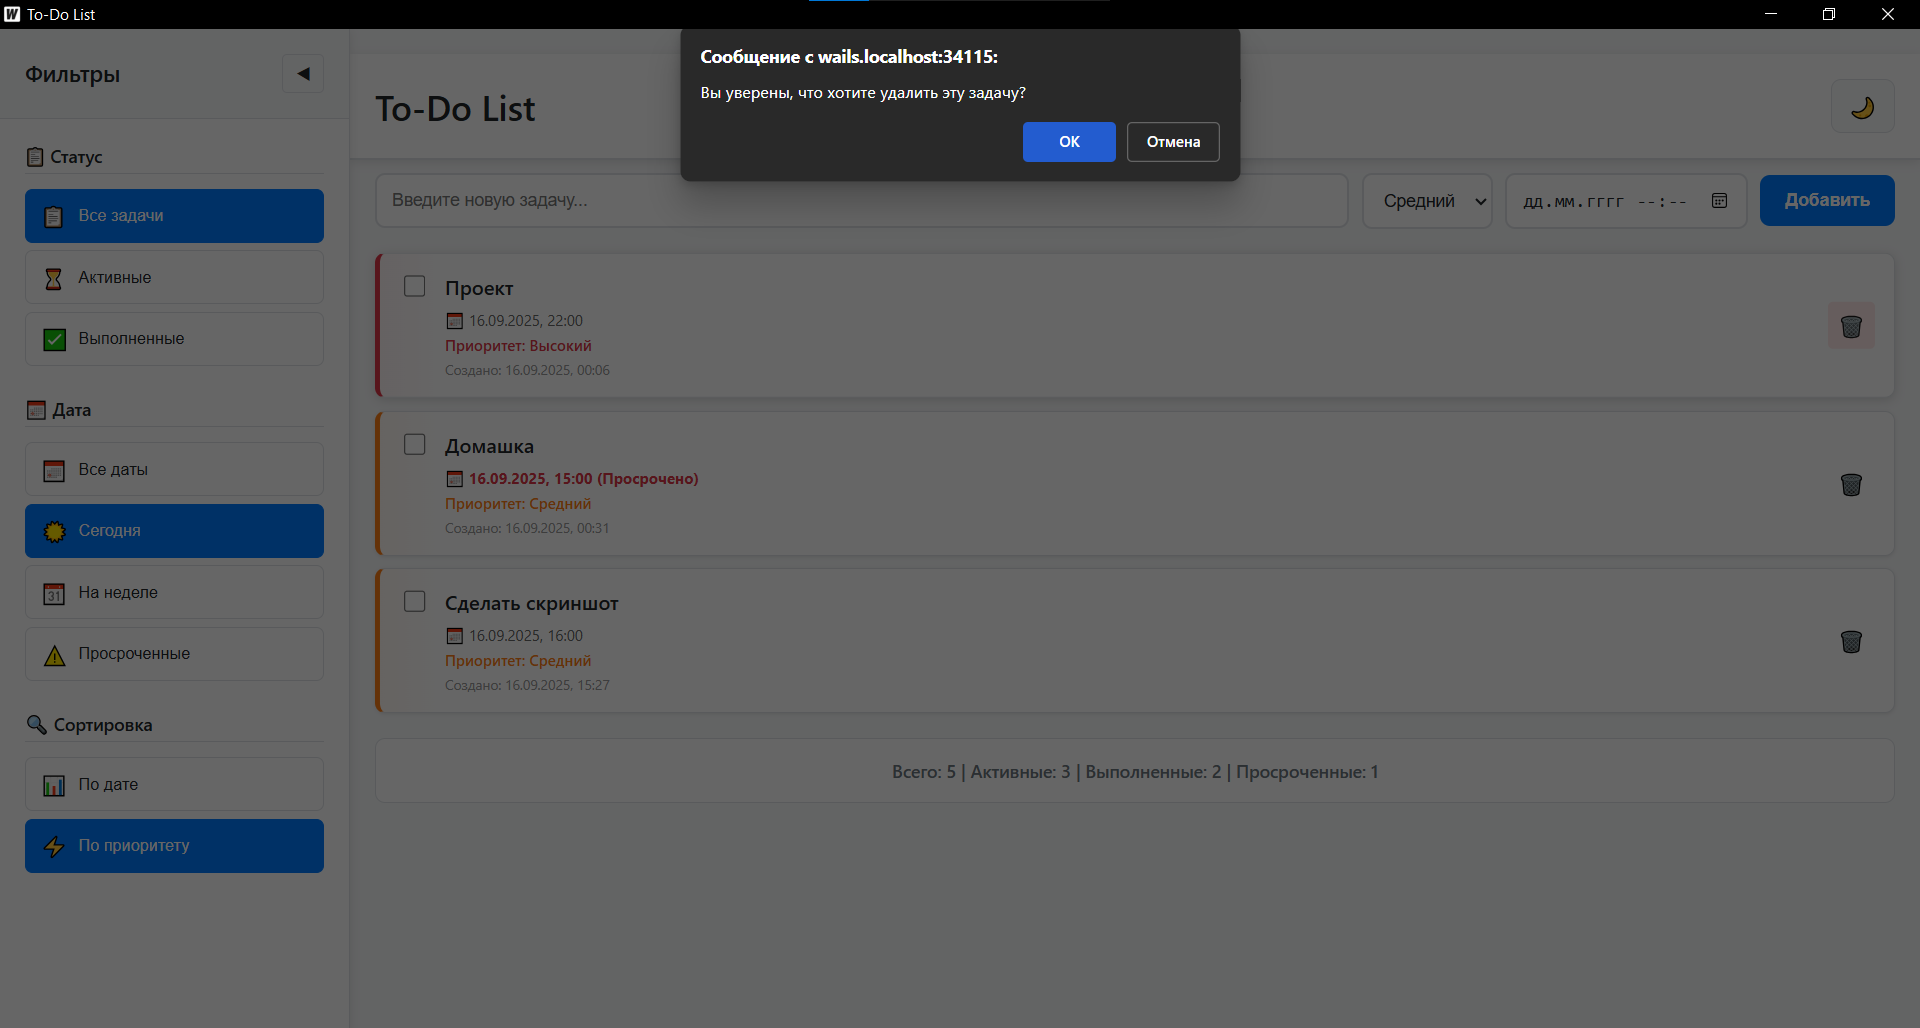 To-Do List
Сообщение с wails.localhost:34115:
Вы уверены, что хотите удалить эту задачу?
OK
Отмена
Фильтры
Статус
Все задачи
Активные
Выполненные
Дата
Все даты
Сегодня
31 На неделе
Просроченные
Сортировка
По дате
По приоритету
To-Do List
Введите новую задачу...
Средний
дд.мм.гггг --:--
Добавить
Проект
16.09.2025, 22:00
Приоритет: Высокий
Создано: 16.09.2025, 00:06
Домашка
16.09.2025, 15:00 (Просрочено)
Приоритет: Средний
Создано: 16.09.2025, 00:31
Сделать скриншот
16.09.2025, 16:00
Приоритет: Средний
Создано: 16.09.2025, 15:27
Всего: 5 | Активные: 3 | Выполненные: 2 | Просроченные: 1